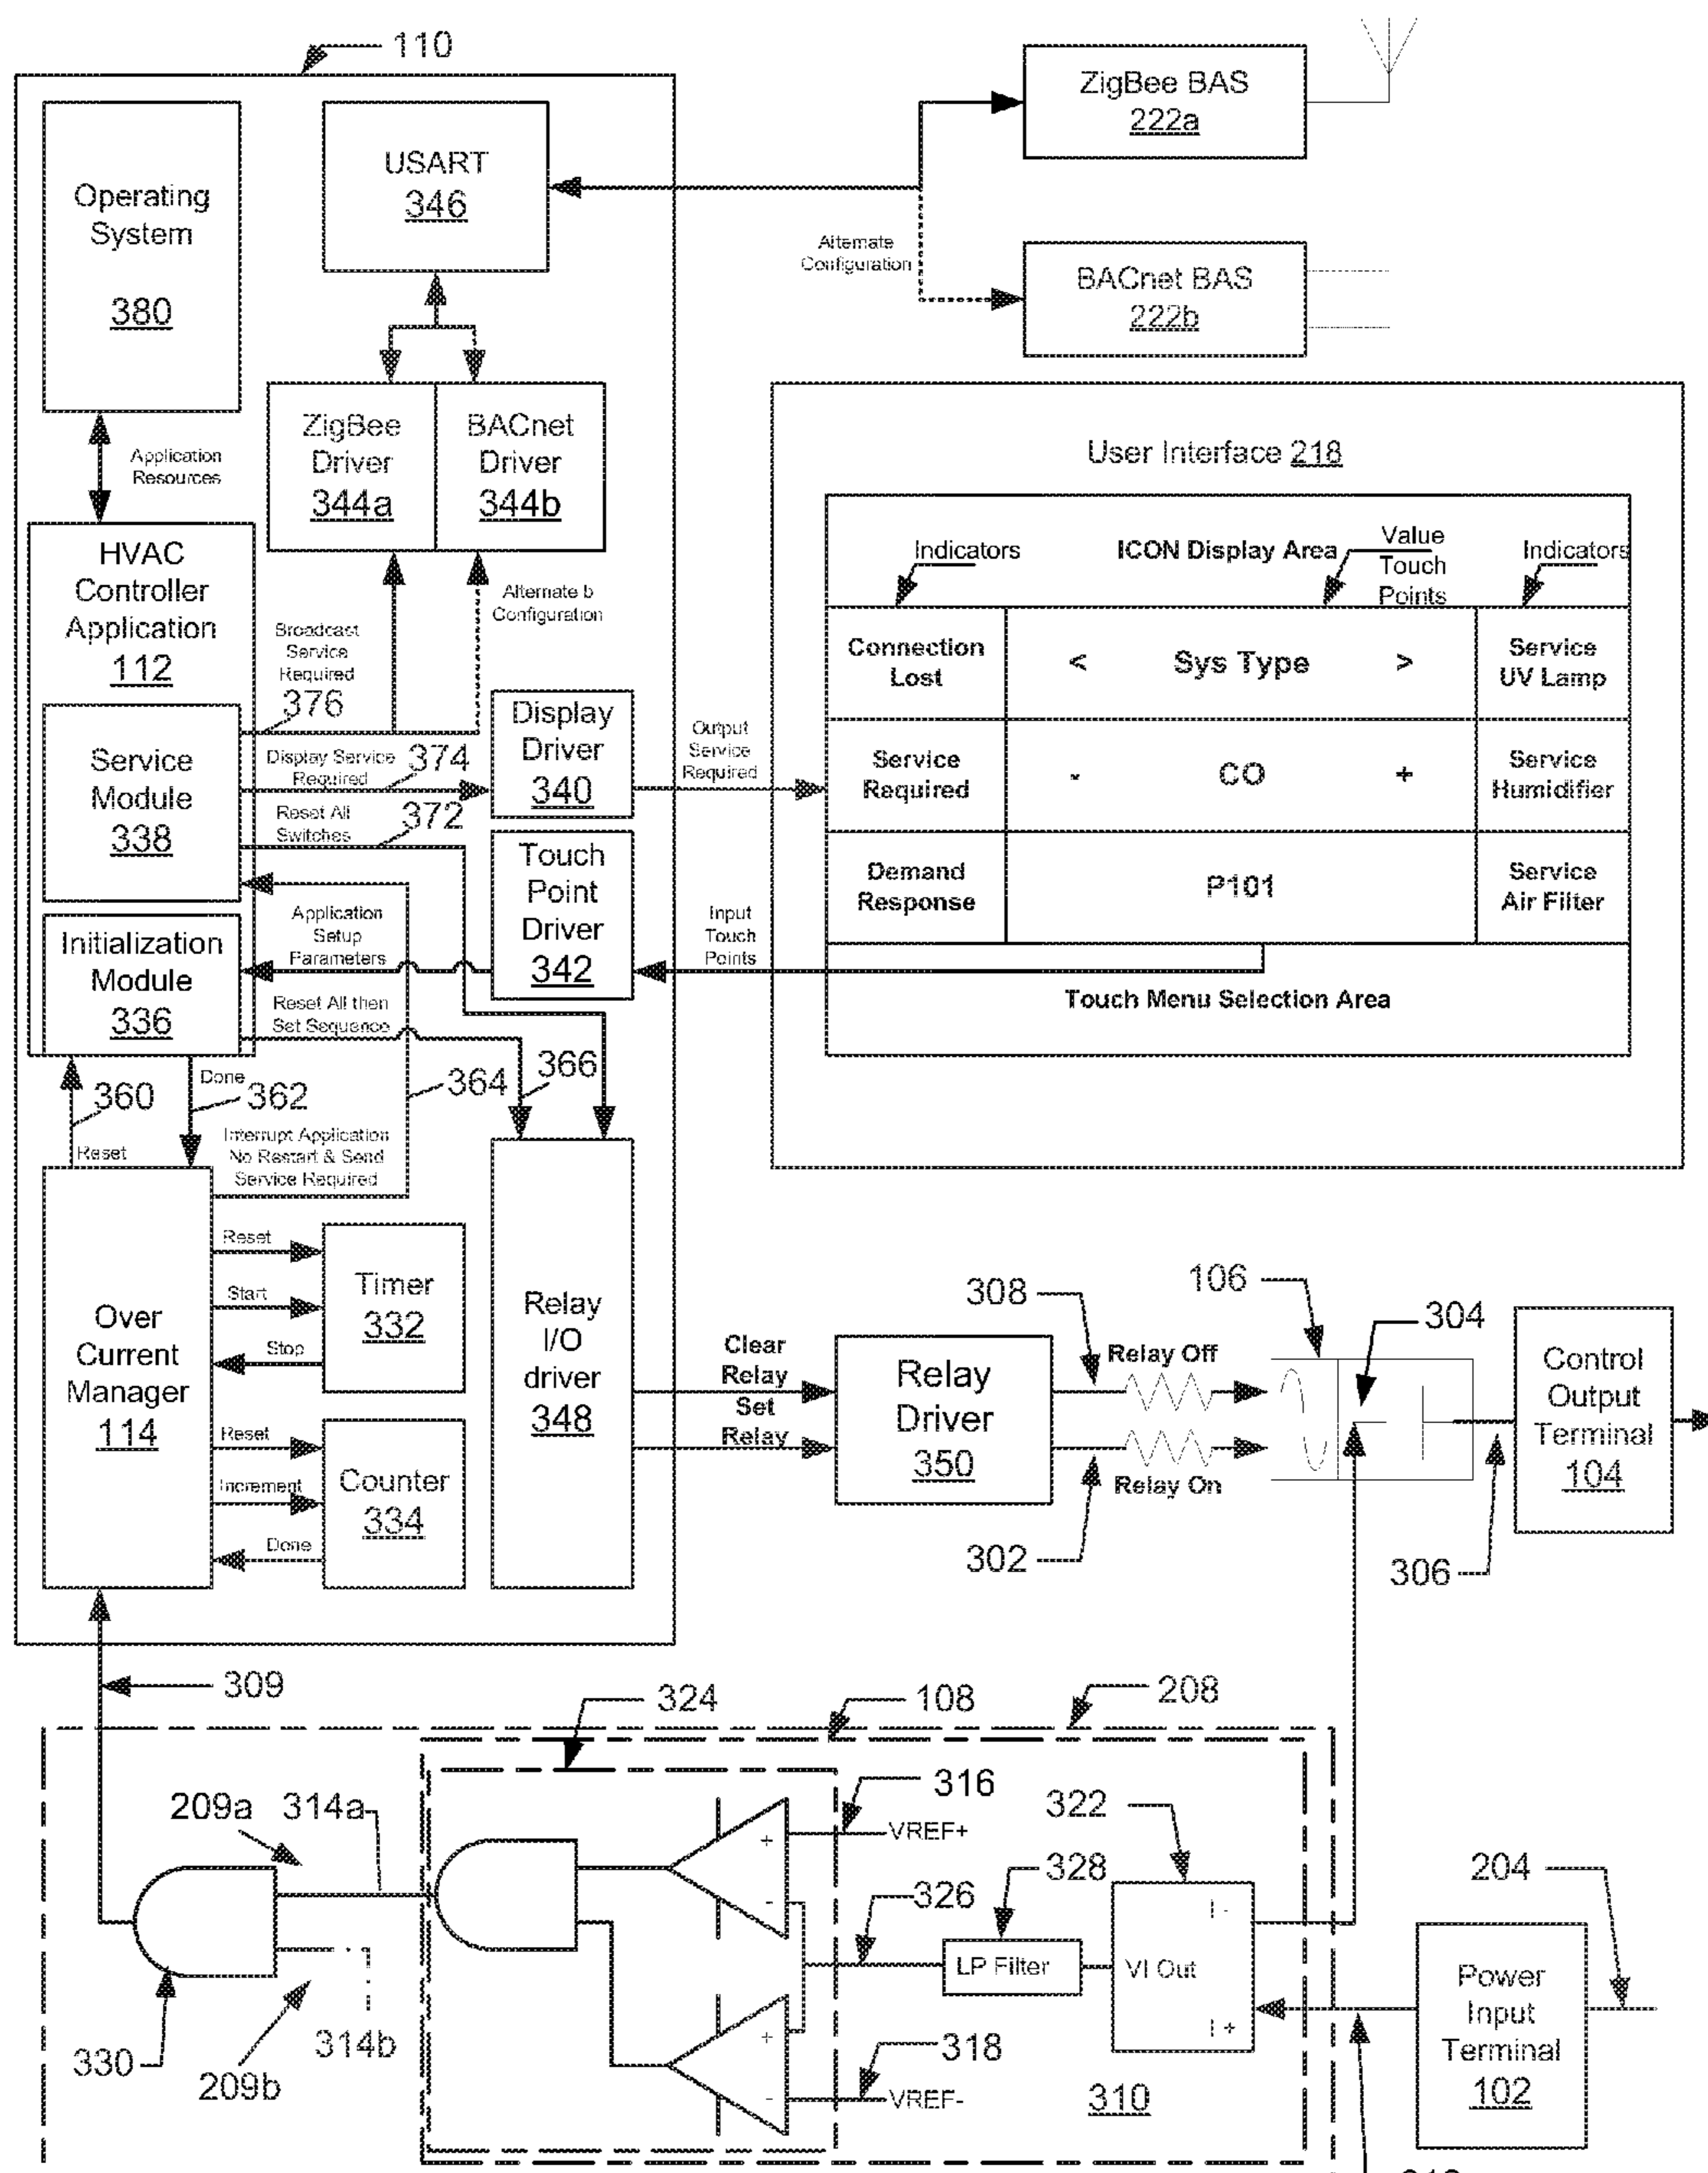 110
ZigBee BAS
222a
Operating
System
380
USART
346
Alternate
Configuration
BACnet BAS
222b
Application
Resources
ZigBee
Driver
344a
BACnet
Driver
344b
User Interface 218
HVAC
Controller
Application
112
Indicators
ICON Display Area
Value
Touch
Points
Indicators
Alternate b
Configuration
Broadcast
Service
Required
376
Connection
Lost
< Sys Type >
Service
UV Lamp
Service
Module
338
Display Service
Required
374
Display
Driver
340
Output
Service
Required
Service
Required
- CO +
Service
Humidifier
Reset All
Switches
372
Touch
Point
Driver
342
Demand
Response
P101
Service
Air Filter
Initialization
Module
336
Application
Setup
Parameters
Input
Touch
Points
Touch Menu Selection Area
Reset All then
Set Sequence
360
Reset
Done
362
364
366
Interrupt Application
No Restart & Send
Service Required
Over
Current
Manager
114
Reset
Start
Stop
Timer
332
Reset
Increment
Done
Counter
334
Relay
I/O
driver
348
Clear
Relay
Set
Relay
Relay
Driver
350
308
Relay Off
302
Relay On
106
304
306
Control
Output
Terminal
104
309
324
108
208
209a
314a
316
VREF+
322
204
+
-
328
326
LP Filter
VI Out
I -
I +
330
209b
314b
+
-
318
VREF-
310
Power
Input
Terminal
102